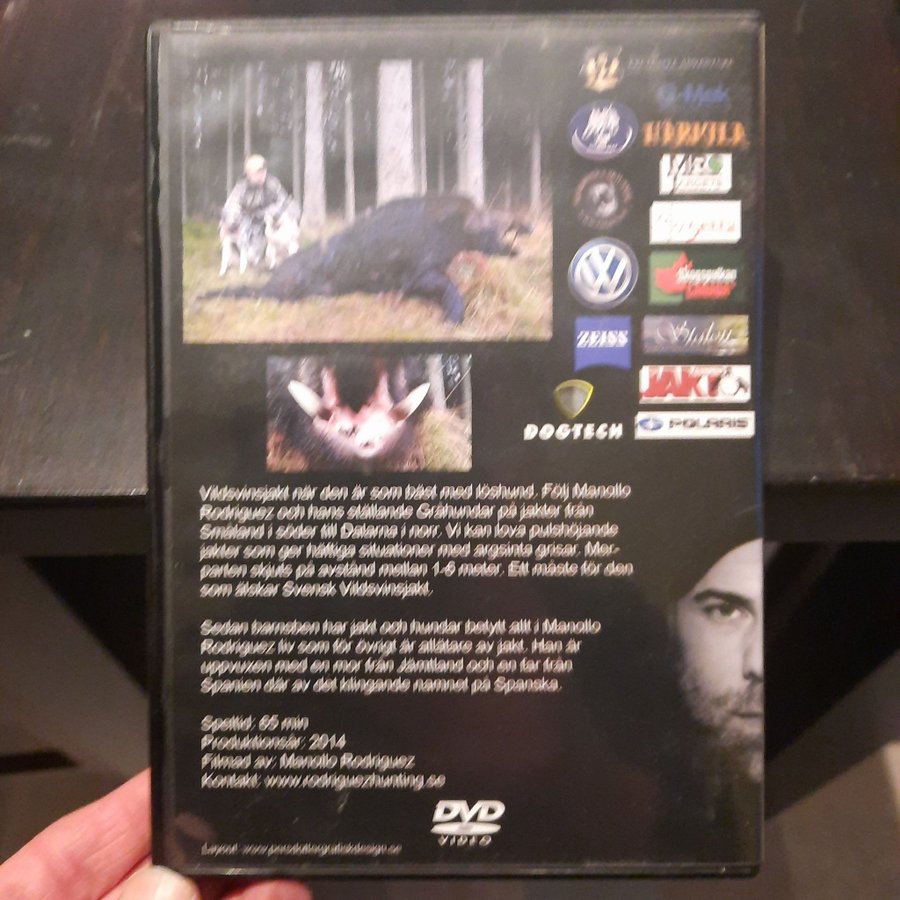 HÄRKILA
ZEISS
JAKT
DOGTECH
POLARIS
Vildsvinsjakt när den är som bäst med löshund. Följ Manollo
Rodriguez och hans ställande Gråhundar på jakter från
Småland i söder till Dalarna i norr. Vi kan lova pulshöjande
jakter som ger häftiga situationer med argsinta grisar. Mer-
parten skjuts på avstånd mellan 1-6 meter. Ett måste för den
som älskar Svensk Vildsvinsjakt.
Sedan barnsben har jakt och hundar betytt allt i Manollo
Rodriguez liv som för övrigt är atlätare av jakt. Han är
uppvuxen med en mor från Jämtland och en far från
Spanien där av det klingande namnet på Spanska.
Speltid: 65 min
Produktionsår: 2014
Filmad av: Manollo Rodriguez
Kontakt: www.rodriguezhunting.se
DVD
VIDEO
Layout: